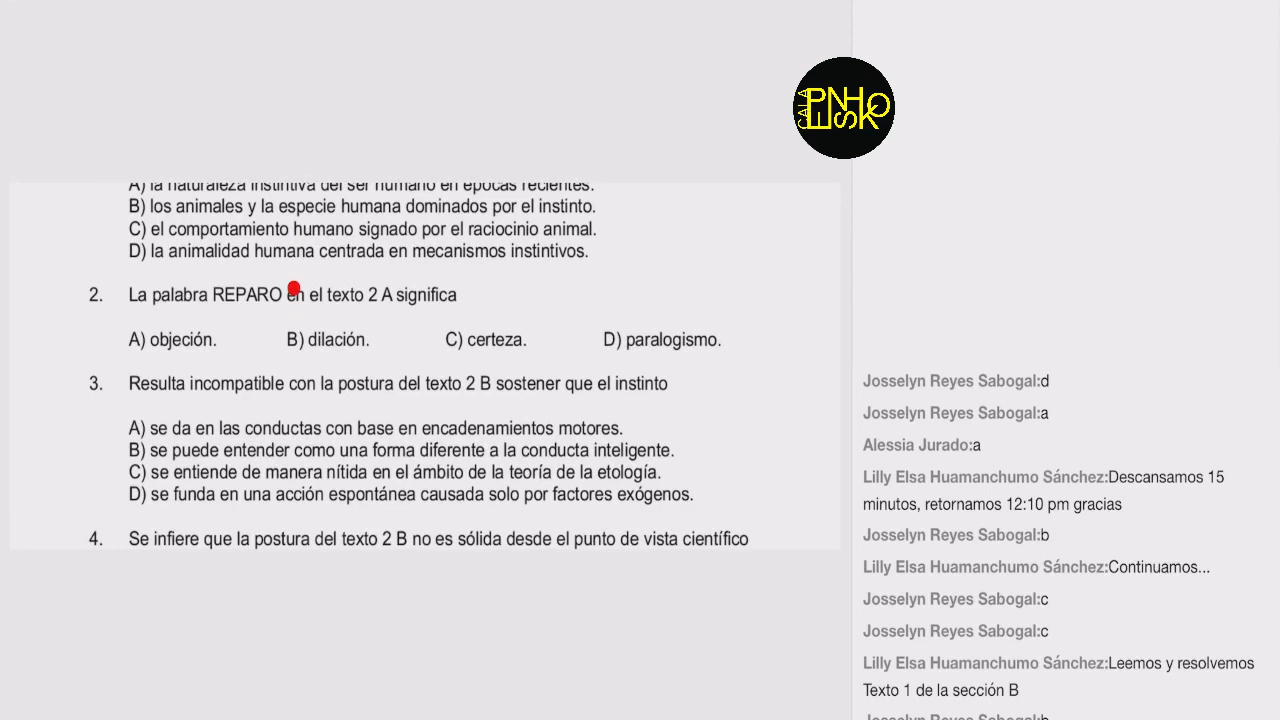 CALA
PENHOSK
A) la naturaleza instintiva del ser humano en épocas recientes.
B) los animales y la especie humana dominados por el instinto.
C) el comportamiento humano signado por el raciocinio animal.
D) la animalidad humana centrada en mecanismos instintivos.
2. La palabra REPARO en el texto 2 A significa
A) objeción. B) dilación. C) certeza. D) paralogismo.
3. Resulta incompatible con la postura del texto 2 B sostener que el instinto
A) se da en las conductas con base en encadenamientos motores.
B) se puede entender como una forma diferente a la conducta inteligente.
C) se entiende de manera nítida en el ámbito de la teoría de la etología.
D) se funda en una acción espontánea causada solo por factores exógenos.
4. Se infiere que la postura del texto 2 B no es sólida desde el punto de vista científico
Josselyn Reyes Sabogal:d
Josselyn Reyes Sabogal:a
Alessia Jurado:a
Lilly Elsa Huamanchumo Sánchez:Descansamos 15
minutos, retornamos 12:10 pm gracias
Josselyn Reyes Sabogal:b
Lilly Elsa Huamanchumo Sánchez:Continuamos...
Josselyn Reyes Sabogal:c
Josselyn Reyes Sabogal:c
Lilly Elsa Huamanchumo Sánchez:Leemos y resolvemos
Texto 1 de la sección B
Josselyn Reyes Sabogal:b